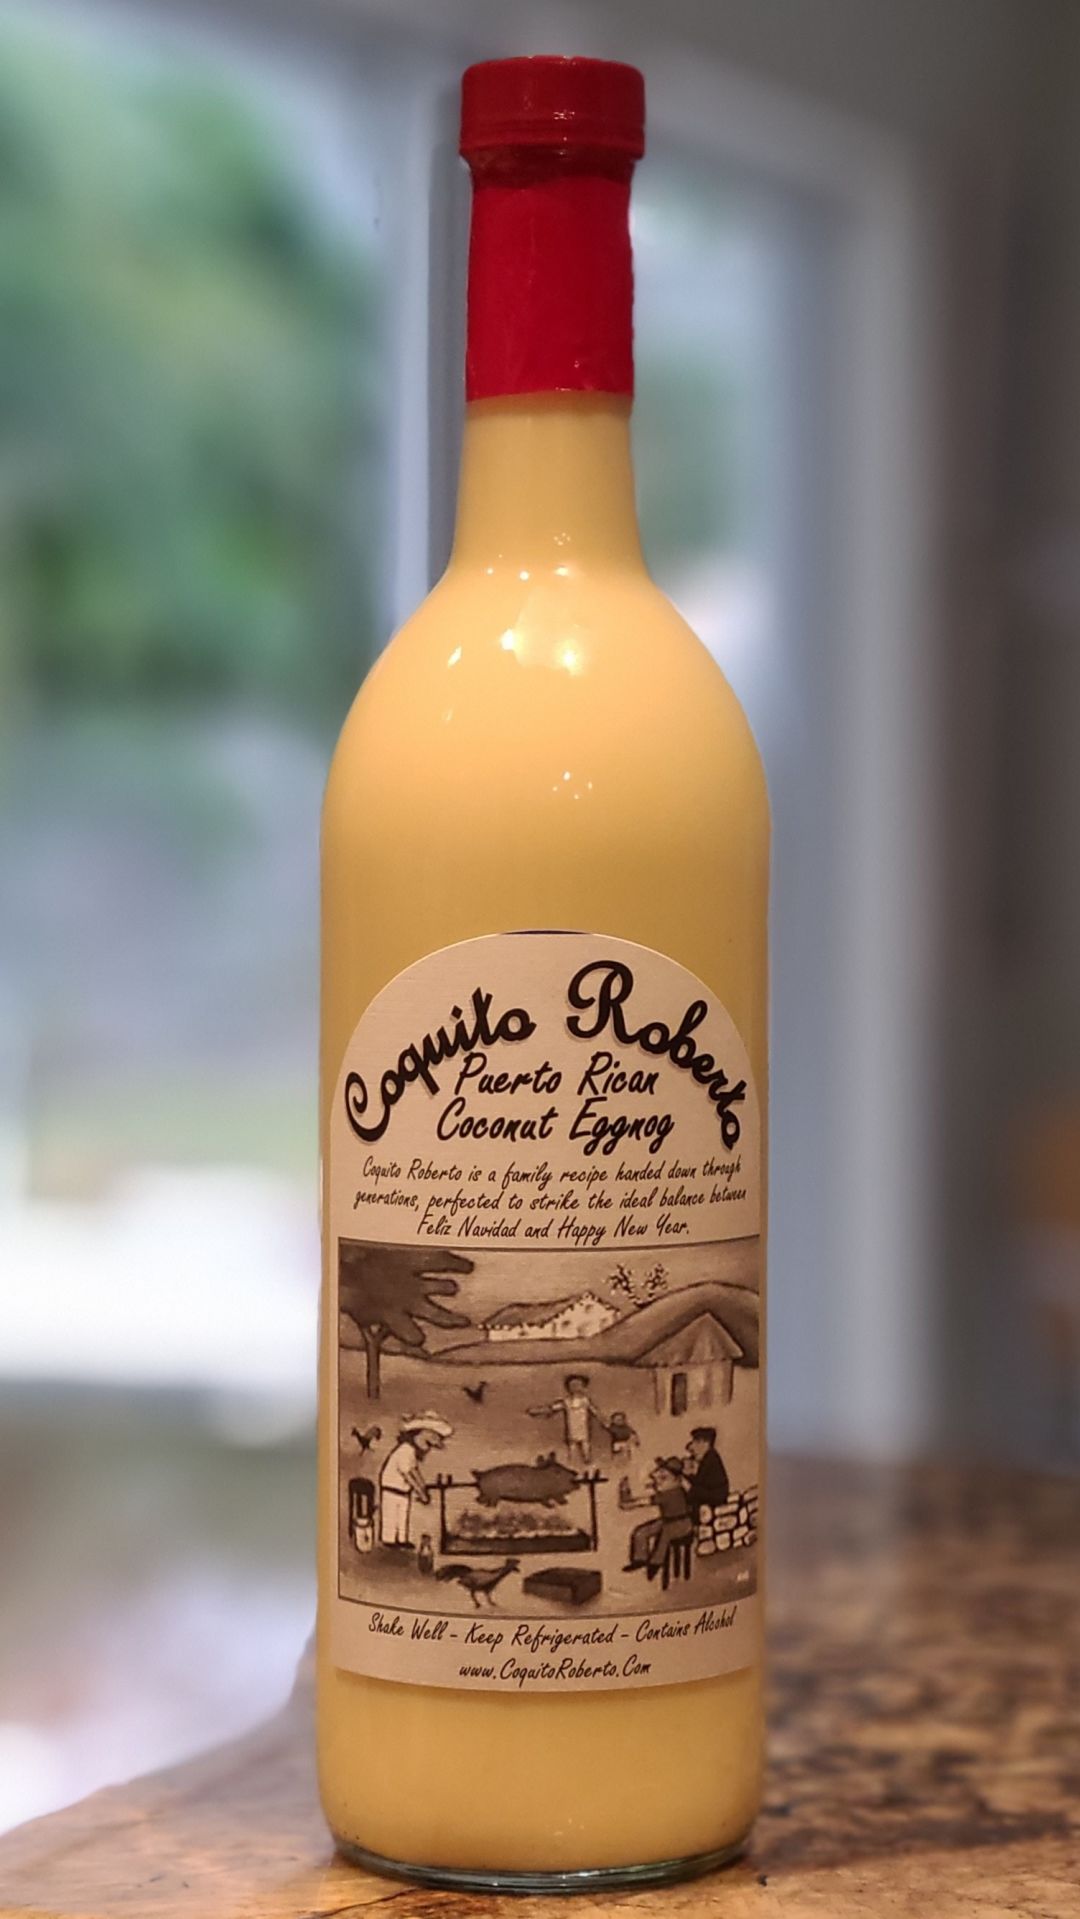 Coquito Roberto
Puerto Rican
Coconut Eggnog
Coquito Roberto is a family recipe handed down through
generations, perfected to strike the ideal balance between
Feliz Navidad and Happy New Year.
Shake Well - Keep Refrigerated - Contains Alcohol
www.CoquitoRoberto.Com